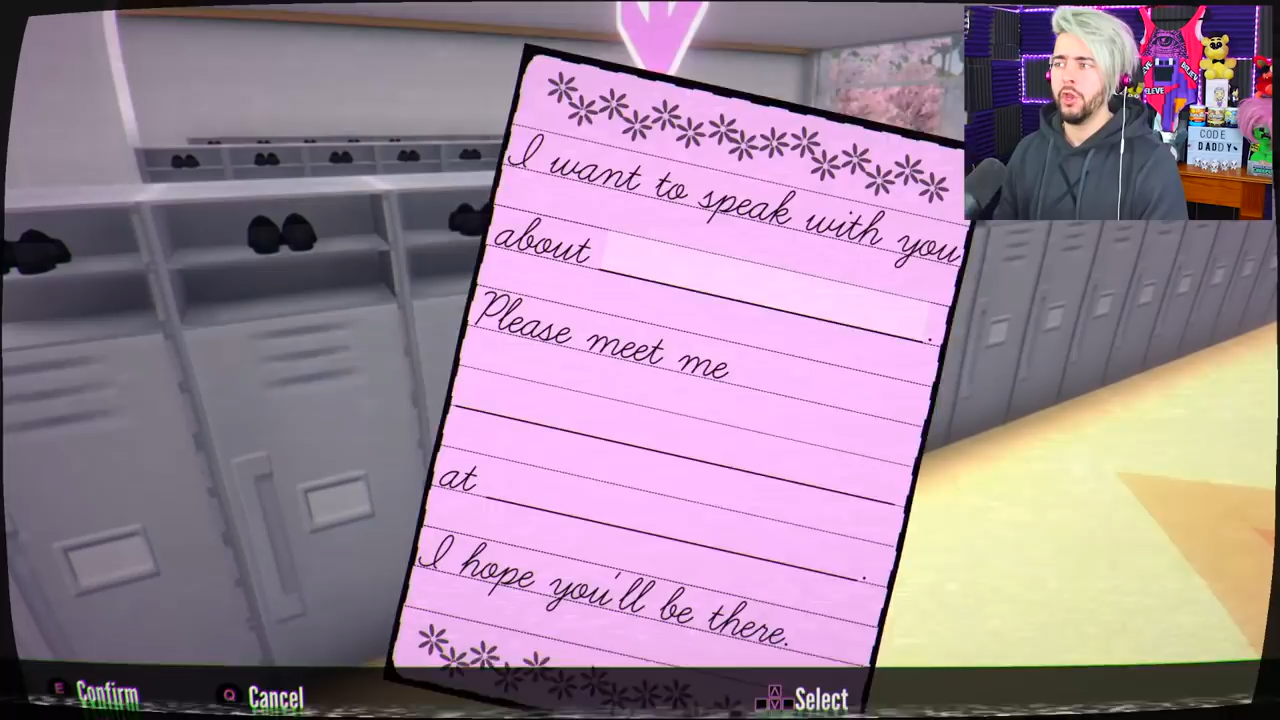 I want to speak with you
about
Please meet me
at
I hope you'll be there.
E Confirm
Q Cancel
Select
CODE
DADDY